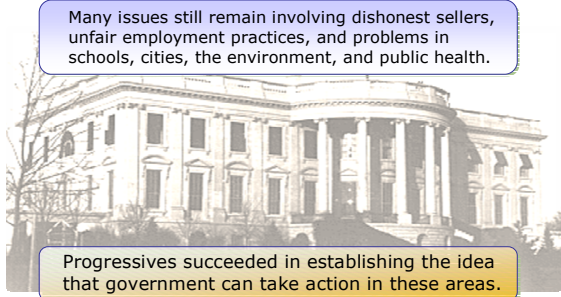 Many issues still remain involving dishonest sellers,
unfair employment practices, and problems in
schools, cities, the environment, and public health.
Progressives succeeded in establishing the idea
that government can take action in these areas.